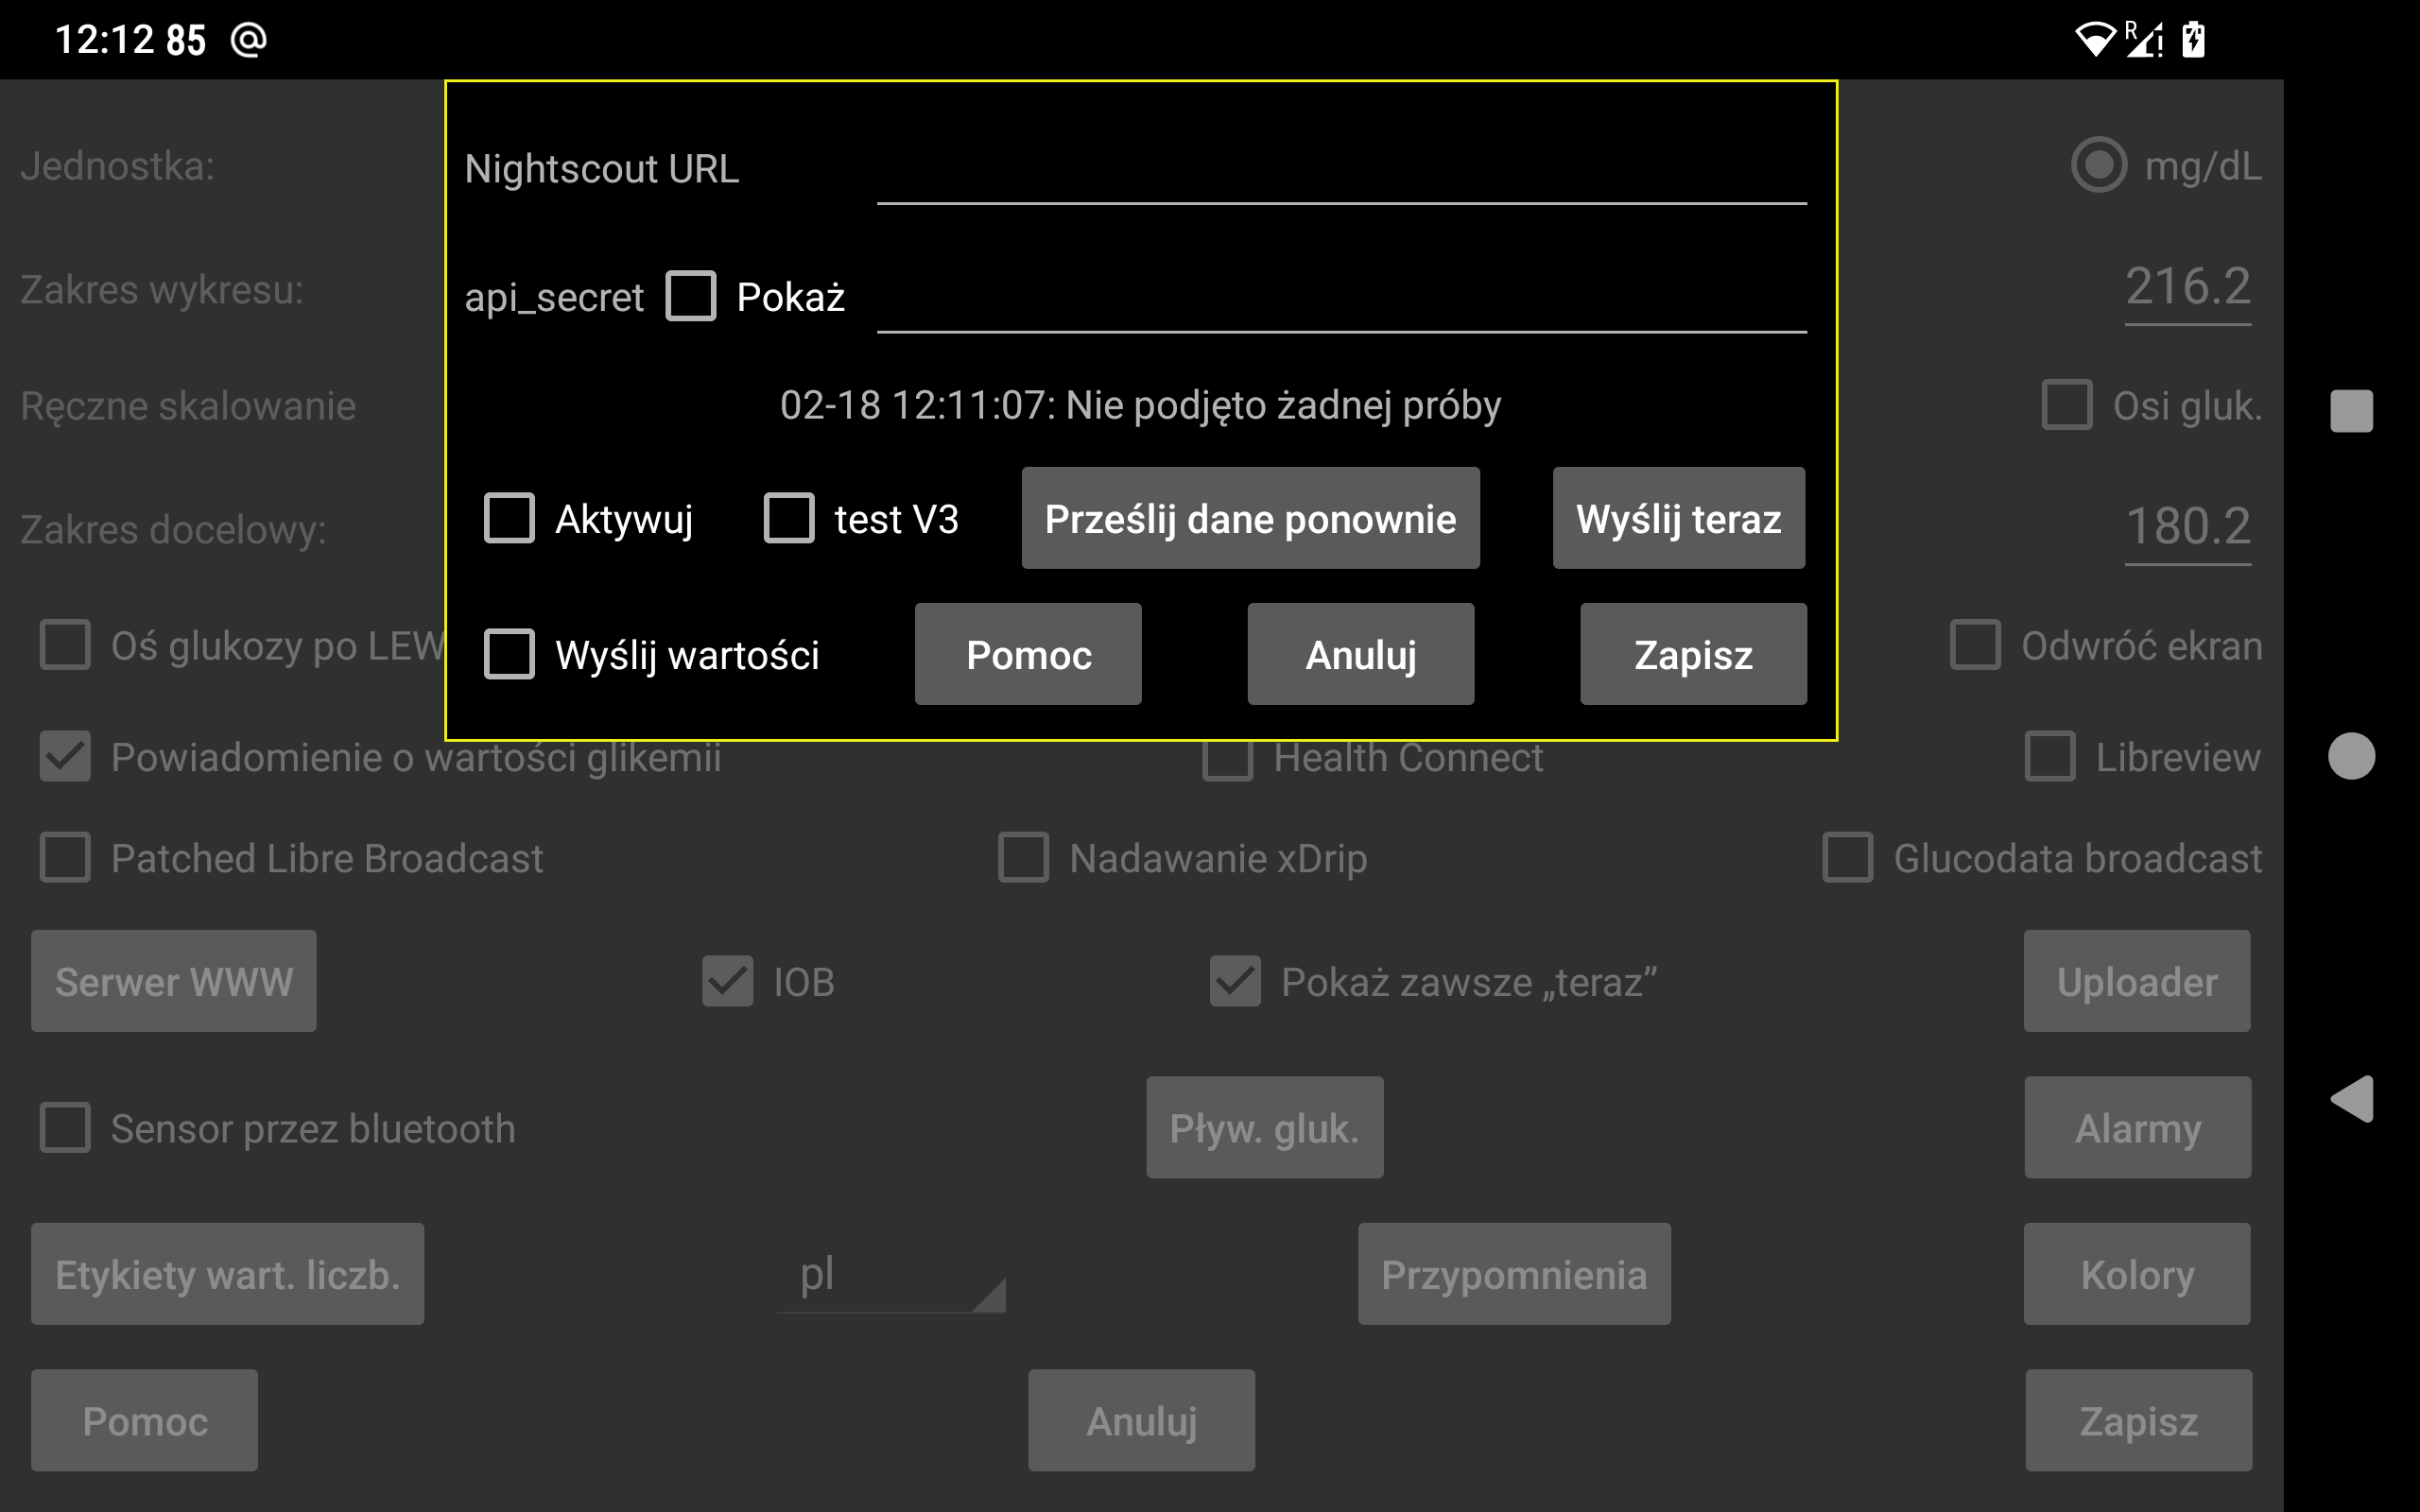 12:12 85
R
Jednostka:
mg/dL
Nightscout URL
Zakres wykresu:
216.2
api_secret Pokaż
Ręczne skalowanie
Osi gluk.
02-18 12:11:07: Nie podjęto żadnej próby
Zakres docelowy:
180.2
Aktywuj test V3 Prześlij dane ponownie Wyślij teraz
Oś glukozy po LEW
Odwróć ekran
Wyślij wartości Pomoc Anuluj Zapisz
Powiadomienie o wartości glikemii Health Connect Libreview
Patched Libre Broadcast Nadawanie xDrip Glucodata broadcast
Serwer WWW IOB Pokaż zawsze „teraz” Uploader
Sensor przez bluetooth Pływ. gluk. Alarmy
Etykiety wart. liczb. pl Przypomnienia Kolory
Pomoc Anuluj Zapisz